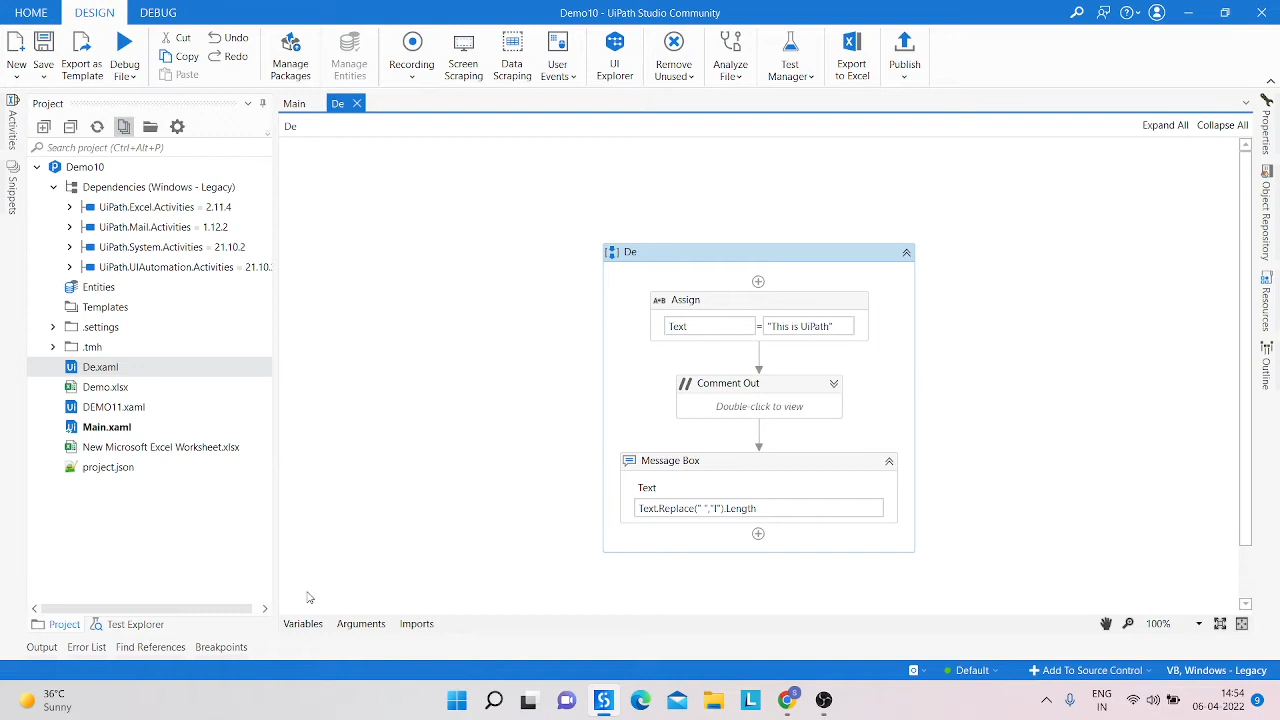 HOME
DESIGN
DEBUG
Demo10 - UiPath Studio Community
New
Save
Export as Template
Debug File
Cut
Copy
Paste
Undo
Redo
Manage Packages
Manage Entities
Recording
Screen Scraping
Data Scraping
User Events
UI Explorer
Remove Unused
Analyze File
Test Manager
Export to Excel
Publish
Activities
Snippets
Project
Search project (Ctrl+Alt+P)
Demo10
Dependencies (Windows - Legacy)
UiPath.Excel.Activities = 2.11.4
UiPath.Mail.Activities = 1.12.2
UiPath.System.Activities = 21.10.2
UiPath.UIAutomation.Activities = 21.10.
Entities
Templates
.settings
.tmh
De.xaml
Demo.xlsx
DEMO11.xaml
Main.xaml
New Microsoft Excel Worksheet.xlsx
project.json
Project
Test Explorer
Main
De
De
Expand All
Collapse All
De
Assign
Text
=
"This is UiPath"
Comment Out
Double-click to view
Message Box
Text
Text.Replace(" ","I").Length
Variables
Arguments
Imports
100%
Properties
Object Repository
Resources
Outline
Output
Error List
Find References
Breakpoints
Default
Add To Source Control
VB, Windows - Legacy
36°C
Sunny
ENG
IN
14:54
06-04-2022
9